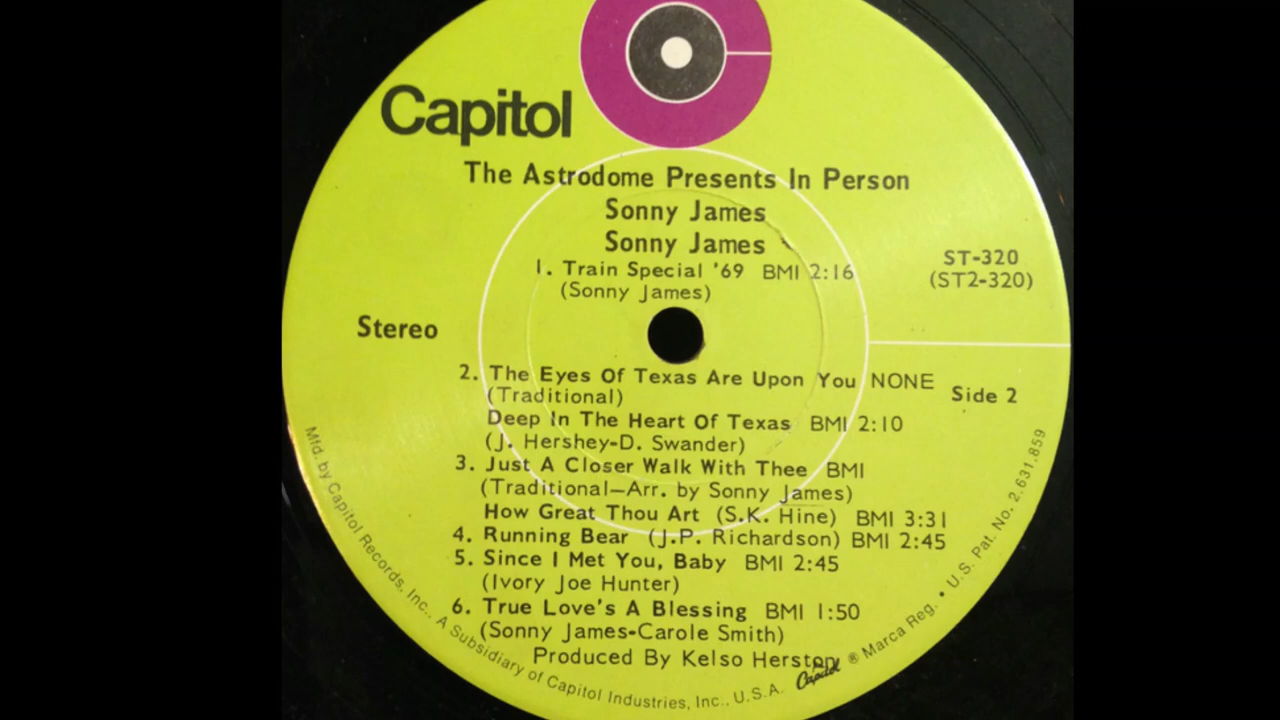 Capitol
The Astrodome Presents In Person
Sonny James
Sonny James
1. Train Special '69 BMI 2:16
(Sonny James)
ST-320
(ST2-320)
Stereo
2. The Eyes Of Texas Are Upon You NONE
(Traditional)
Side 2
Deep In The Heart Of Texas BMI 2:10
(J. Hershey-D. Swander)
3. Just A Closer Walk With Thee BMI
(Traditional—Arr. by Sonny James)
How Great Thou Art (S.K. Hine) BMI 3:31
4. Running Bear (J.P. Richardson) BMI 2:45
5. Since I Met You, Baby BMI 2:45
(Ivory Joe Hunter)
6. True Love's A Blessing BMI 1:50
(Sonny James-Carole Smith)
Produced By Kelso Herston
Mfd. by Capitol Records, Inc., A Subsidiary of Capitol Industries, Inc., U.S.A. Capitol ® Marca Reg. • U.S. Pat. No. 2,631,859